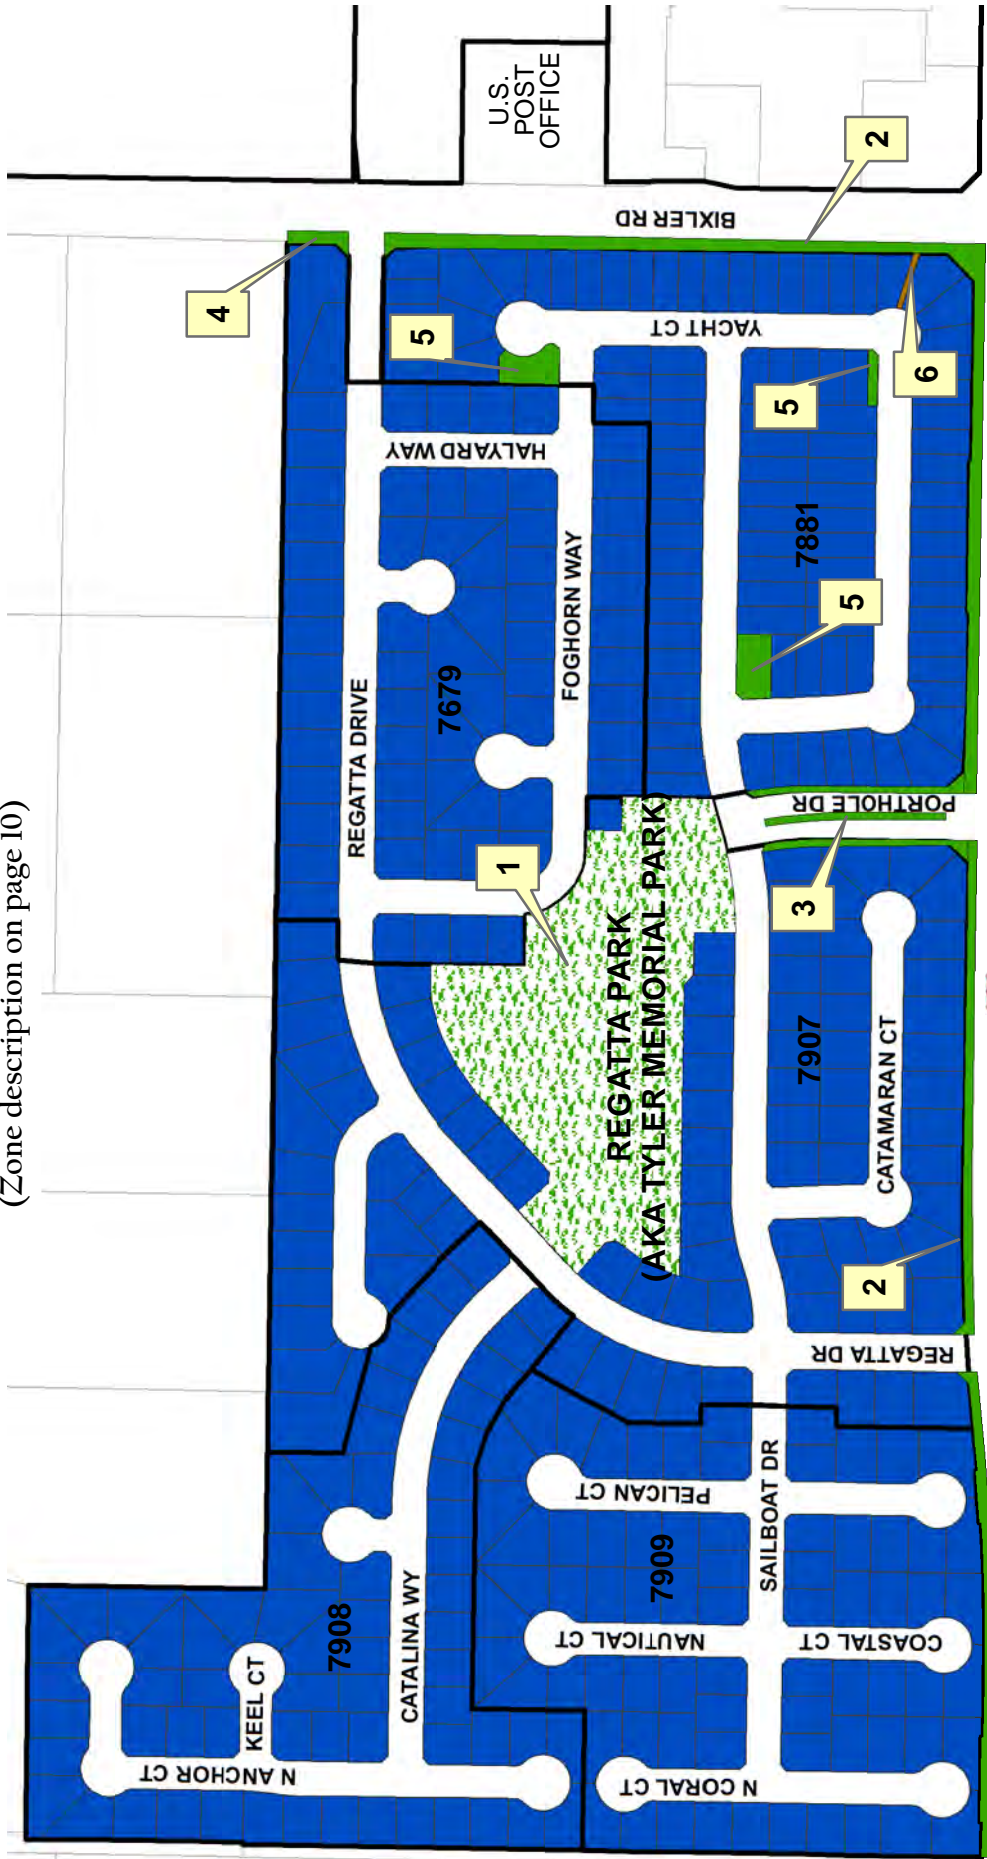 (Zone description on page 10)
U.S.
POST
OFFICE
BIXLER RD
2
4
5
YACHT CT
6
5
HALYARD WAY
7881
5
FOGHORN WAY
7679
REGATTA DRIVE
PORTHOLE DR
3
1
REGATTA PARK
(AKA TYLER MEMORIAL PARK)
7907
CATAMARAN CT
2
REGATTA DR
SAILBOAT DR
PELICAN CT
7909
NAUTICAL CT
COASTAL CT
N CORAL CT
CATALINA WY
7908
KEEL CT
N ANCHOR CT